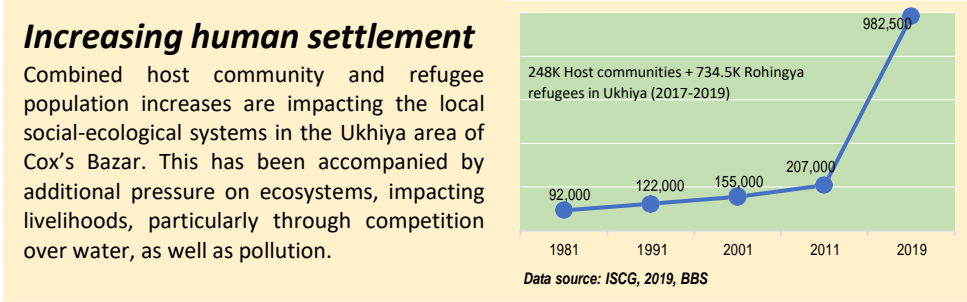 Increasing human settlement
Combined host community and refugee
population increases are impacting the local
social-ecological systems in the Ukhiya area of
Cox's Bazar. This has been accompanied by
additional pressure on ecosystems, impacting
livelihoods, particularly through competition
over water, as well as pollution.
982,500
248K Host communities + 734.5K Rohingya
refugees in Ukhiya (2017-2019)
92,000 122,000 155,000 207,000
1981 1991 2001 2011 2019
Data source: ISCG, 2019, BBS